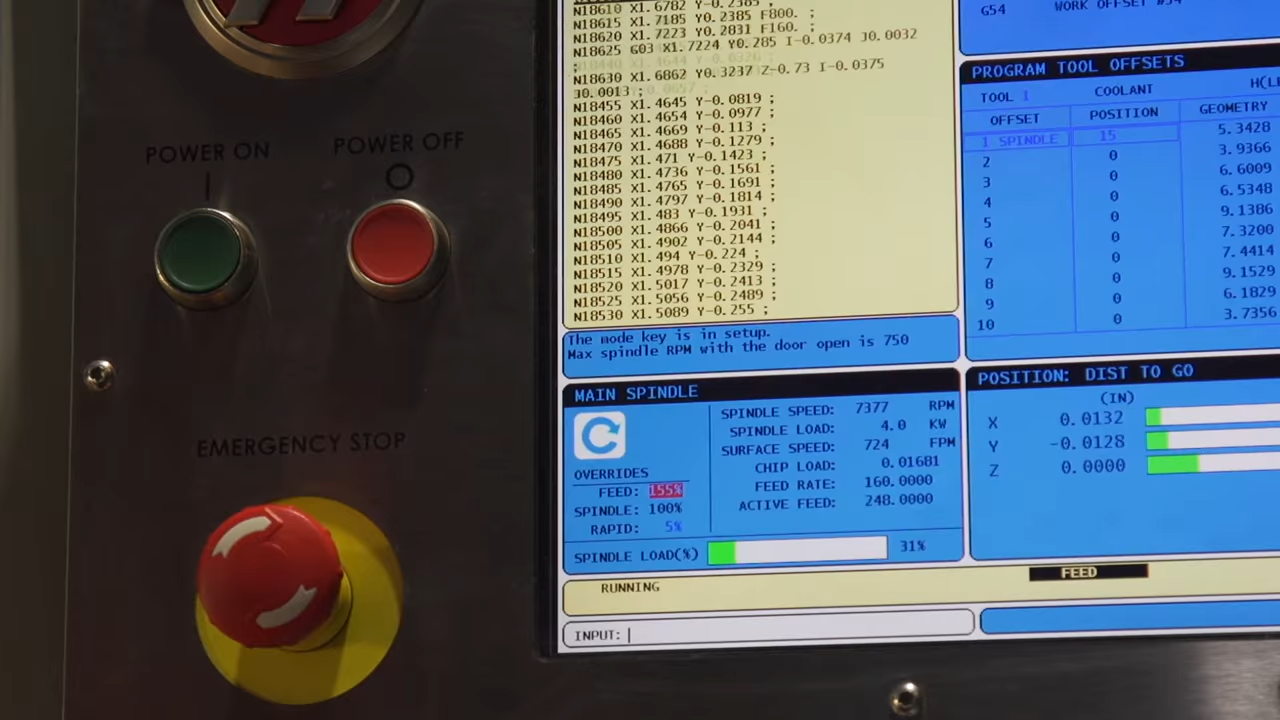 POWER ON
POWER OFF
EMERGENCY STOP
N18610 X1.6782 Y-0.2385 ;
N18615 X1.7185 Y0.2385 F800. ;
N18620 X1.7223 Y0.2831 F160. ;
N18625 G03 X1.7224 Y0.285 I-0.0374 J0.0032
;
N18630 X1.6862 Y0.3237 Z-0.73 I-0.0375
J0.0013 ;
N18455 X1.4645 Y-0.0819 ;
N18460 X1.4654 Y-0.0977 ;
N18465 X1.4669 Y-0.113 ;
N18470 X1.4688 Y-0.1279 ;
N18475 X1.471 Y-0.1423 ;
N18480 X1.4736 Y-0.1561 ;
N18485 X1.4765 Y-0.1691 ;
N18490 X1.4797 Y-0.1814 ;
N18495 X1.483 Y-0.1931 ;
N18500 X1.4866 Y-0.2041 ;
N18505 X1.4902 Y-0.2144 ;
N18510 X1.494 Y-0.224 ;
N18515 X1.4978 Y-0.2329 ;
N18520 X1.5017 Y-0.2413 ;
N18525 X1.5056 Y-0.2489 ;
N18530 X1.5089 Y-0.255 ;
The mode key is in setup.
Max spindle RPM with the door open is 750
G54 WORK OFFSET #54
PROGRAM TOOL OFFSETS
TOOL 1 COOLANT H(LE
OFFSET POSITION GEOMETRY
1 SPINDLE 15 5.3428
2 0 3.9366
3 0 6.6009
4 0 6.5348
5 0 9.1386
6 0 7.3200
7 0 7.4414
8 0 9.1529
9 0 6.1829
10 0 3.7356
MAIN SPINDLE
SPINDLE SPEED: 7377 RPM
SPINDLE LOAD: 4.0 KW
SURFACE SPEED: 724 FPM
CHIP LOAD: 0.01681
FEED RATE: 160.0000
ACTIVE FEED: 248.0000
OVERRIDES
FEED: 155%
SPINDLE: 100%
RAPID: 5%
SPINDLE LOAD(%) 31%
POSITION: DIST TO GO
(IN)
X 0.0132
Y -0.0128
Z 0.0000
RUNNING
FEED
INPUT: